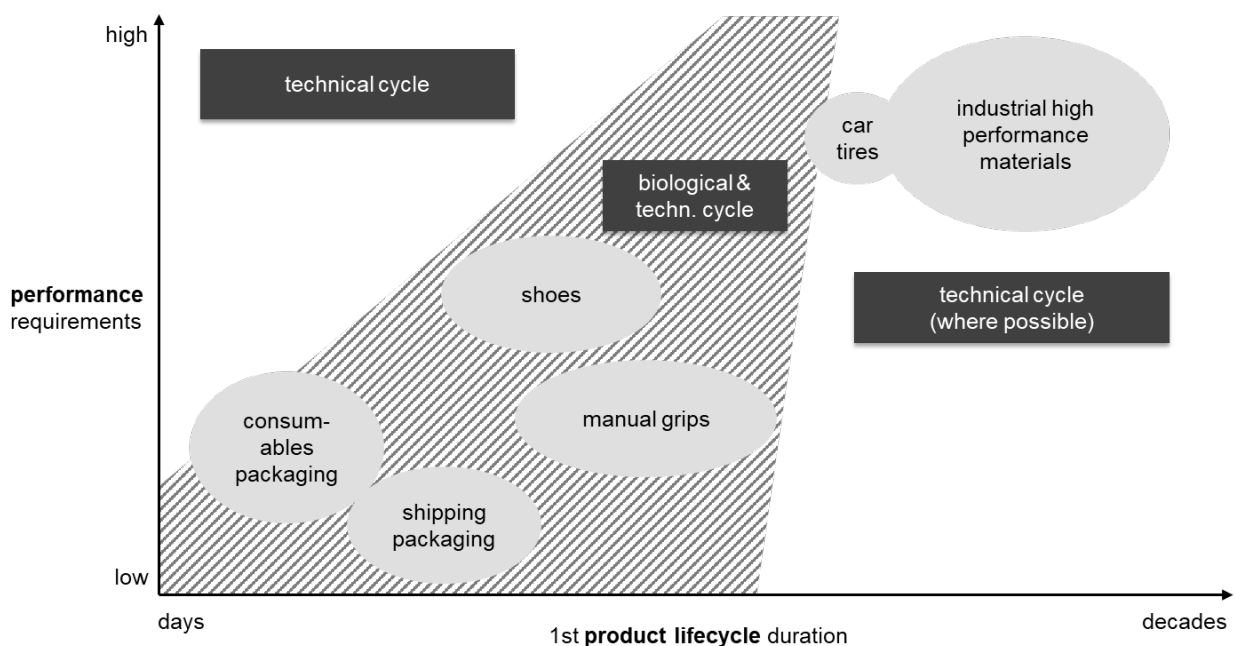 high
technical cycle
industrial high
performance
materials
car
tires
biological &
techn. cycle
shoes
performance
requirements
technical cycle
(where possible)
consum-
ables
packaging
manual grips
shipping
packaging
low
days
decades
1st product lifecycle duration